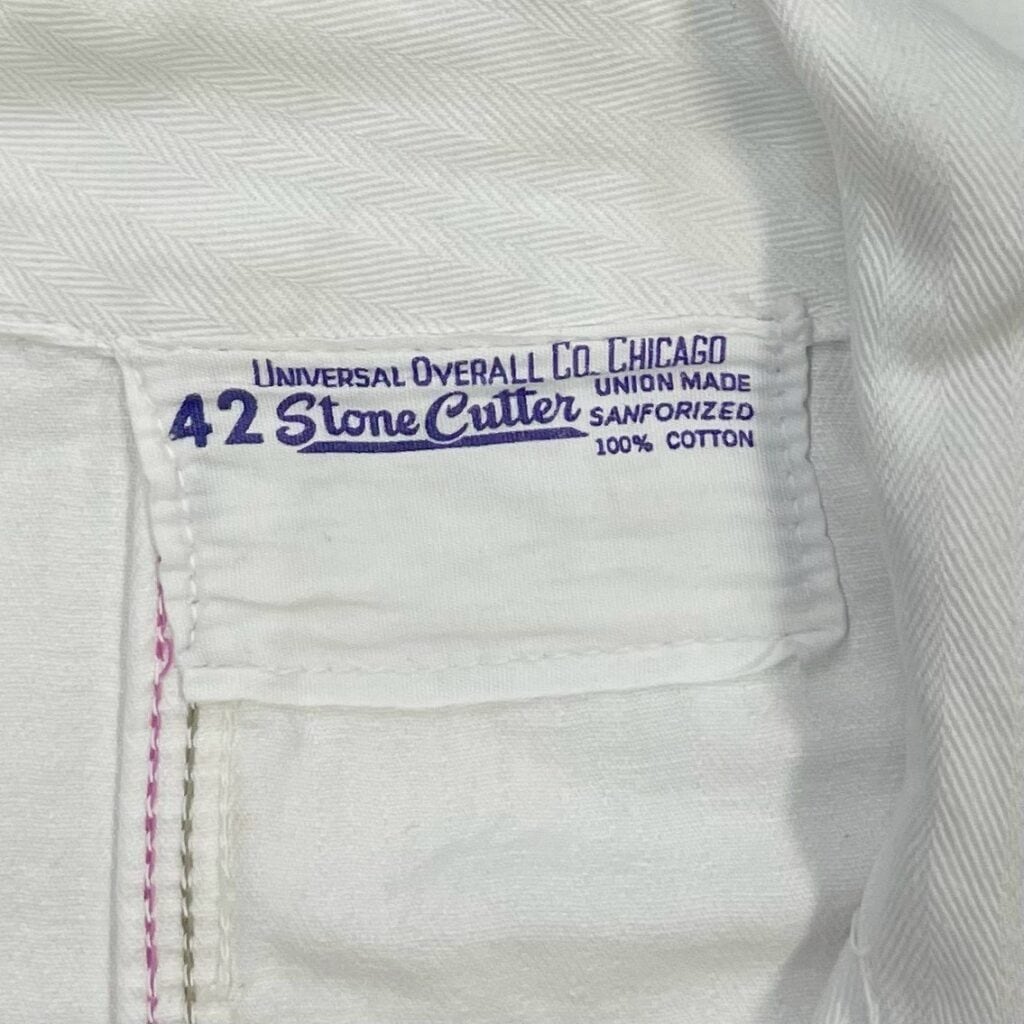 UNIVERSAL OVERALL CO. CHICAGO
42 Stone Cutter
UNION MADE
SANFORIZED
100% COTTON